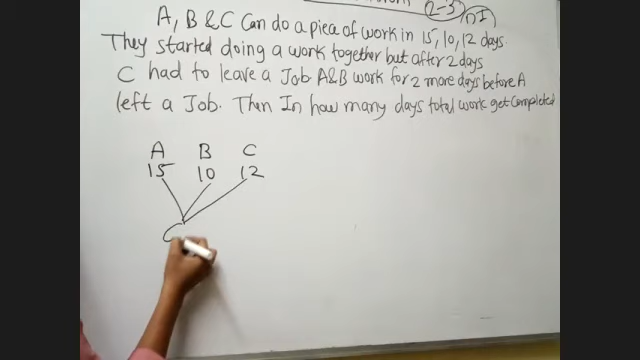 2-3
A, B & C Can do a piece of work in 15, 10, 12 days.
They started doing a work together but after 2 days
C had to leave a Job A&B work for 2 more days before A
left a Job. Then In how many days total work get Completed
A B C
15 10 12